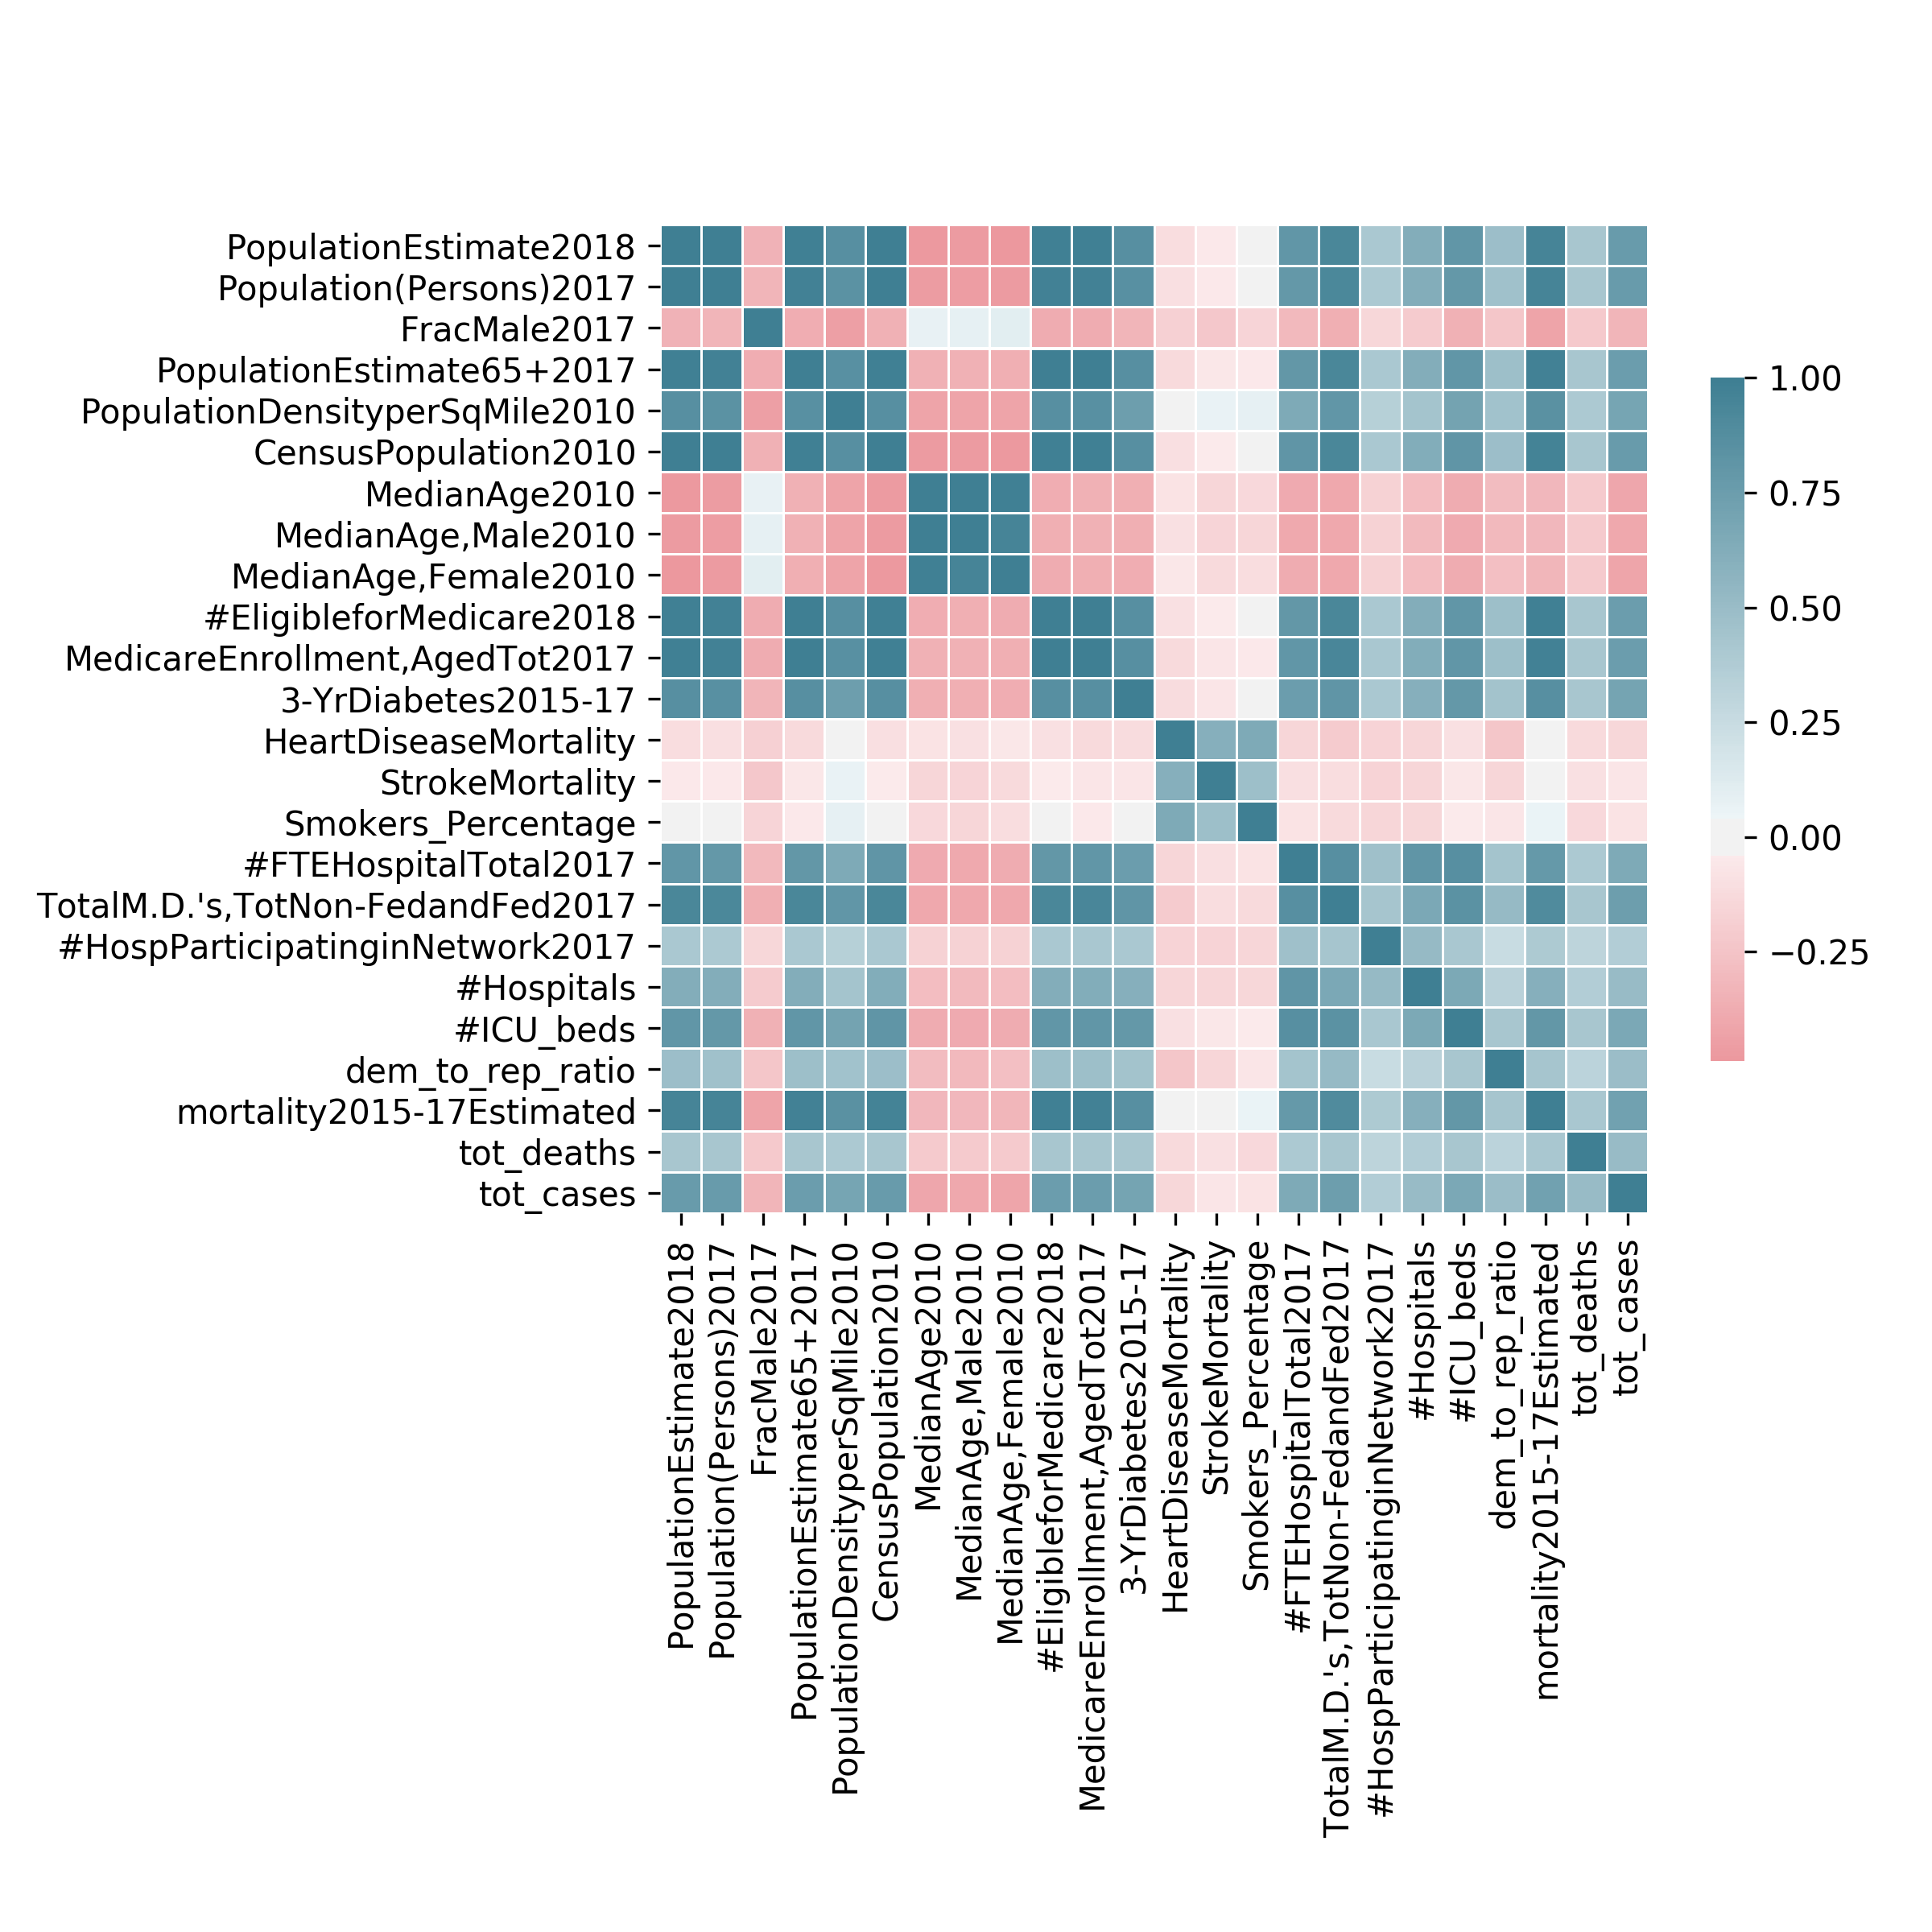 PopulationEstimate2018
Population(Persons)2017
FracMale2017
PopulationEstimate65+2017
PopulationDensityperSqMile2010
CensusPopulation2010
MedianAge2010
MedianAge,Male2010
MedianAge,Female2010
#EligibleforMedicare2018
MedicareEnrollment,AgedTot2017
3-YrDiabetes2015-17
HeartDiseaseMortality
StrokeMortality
Smokers_Percentage
#FTEHospitalTotal2017
TotalM.D.'s,TotNon-FedandFed2017
#HospParticipatinginNetwork2017
#Hospitals
#ICU_beds
dem_to_rep_ratio
mortality2015-17Estimated
tot_deaths
tot_cases
PopulationEstimate2018
Population(Persons)2017
FracMale2017
PopulationEstimate65+2017
PopulationDensityperSqMile2010
CensusPopulation2010
MedianAge2010
MedianAge,Male2010
MedianAge,Female2010
#EligibleforMedicare2018
MedicareEnrollment,AgedTot2017
3-YrDiabetes2015-17
HeartDiseaseMortality
StrokeMortality
Smokers_Percentage
#FTEHospitalTotal2017
TotalM.D.'s,TotNon-FedandFed2017
#HospParticipatinginNetwork2017
#Hospitals
#ICU_beds
dem_to_rep_ratio
mortality2015-17Estimated
tot_deaths
tot_cases
1.00
0.75
0.50
0.25
0.00
−0.25